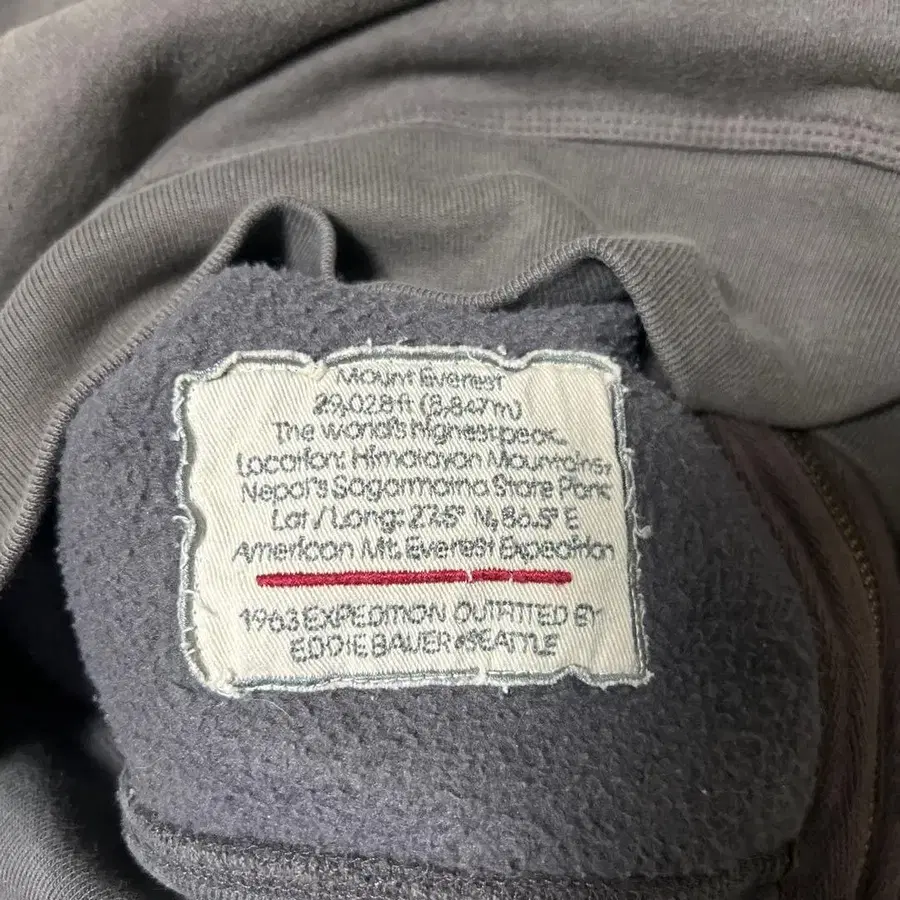 Mount Everest
29,028 ft (8,847m)
The world's highest peak.
Location: Himalayan Mountains,
Nepal's Sagarmatha State Park
Lat/Long: 27.5° N, 86.5° E
American Mt. Everest Expedition
1963 EXPEDITION OUTFITTED BY
EDDIE BAUER SEATTLE